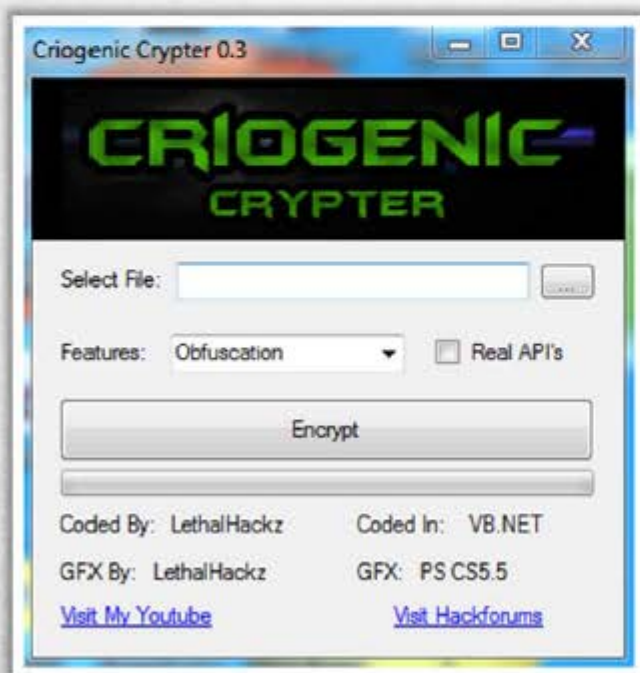 Criogenic Crypter 0.3
CRIOGENIC
CRYPTER
Select File: ...
Features: Obfuscation Real API's
Encrypt
Coded By: LethalHackz Coded In: VB.NET
GFX By: LethalHackz GFX: PS CS5.5
Visit My Youtube Visit Hackforums